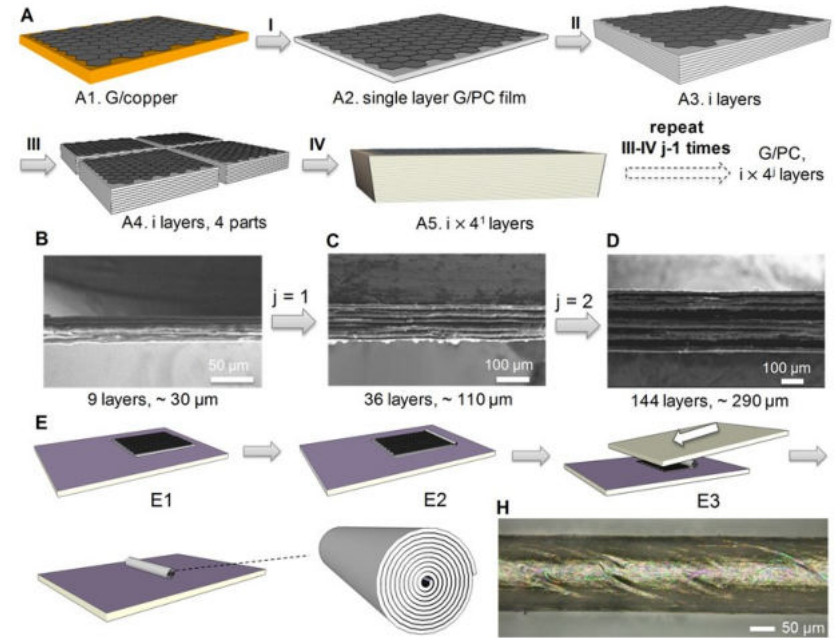 A
I
II
A1. G/copper
A2. single layer G/PC film
A3. i layers
III
IV
repeat
III-IV j-1 times
G/PC,
i × 4ʲ layers
A4. i layers, 4 parts
A5. i × 4¹ layers
B
C
D
j = 1
j = 2
50 µm
100 µm
100 µm
9 layers, ~ 30 µm
36 layers, ~ 110 µm
144 layers, ~ 290 µm
E
E1
E2
E3
H
50 µm